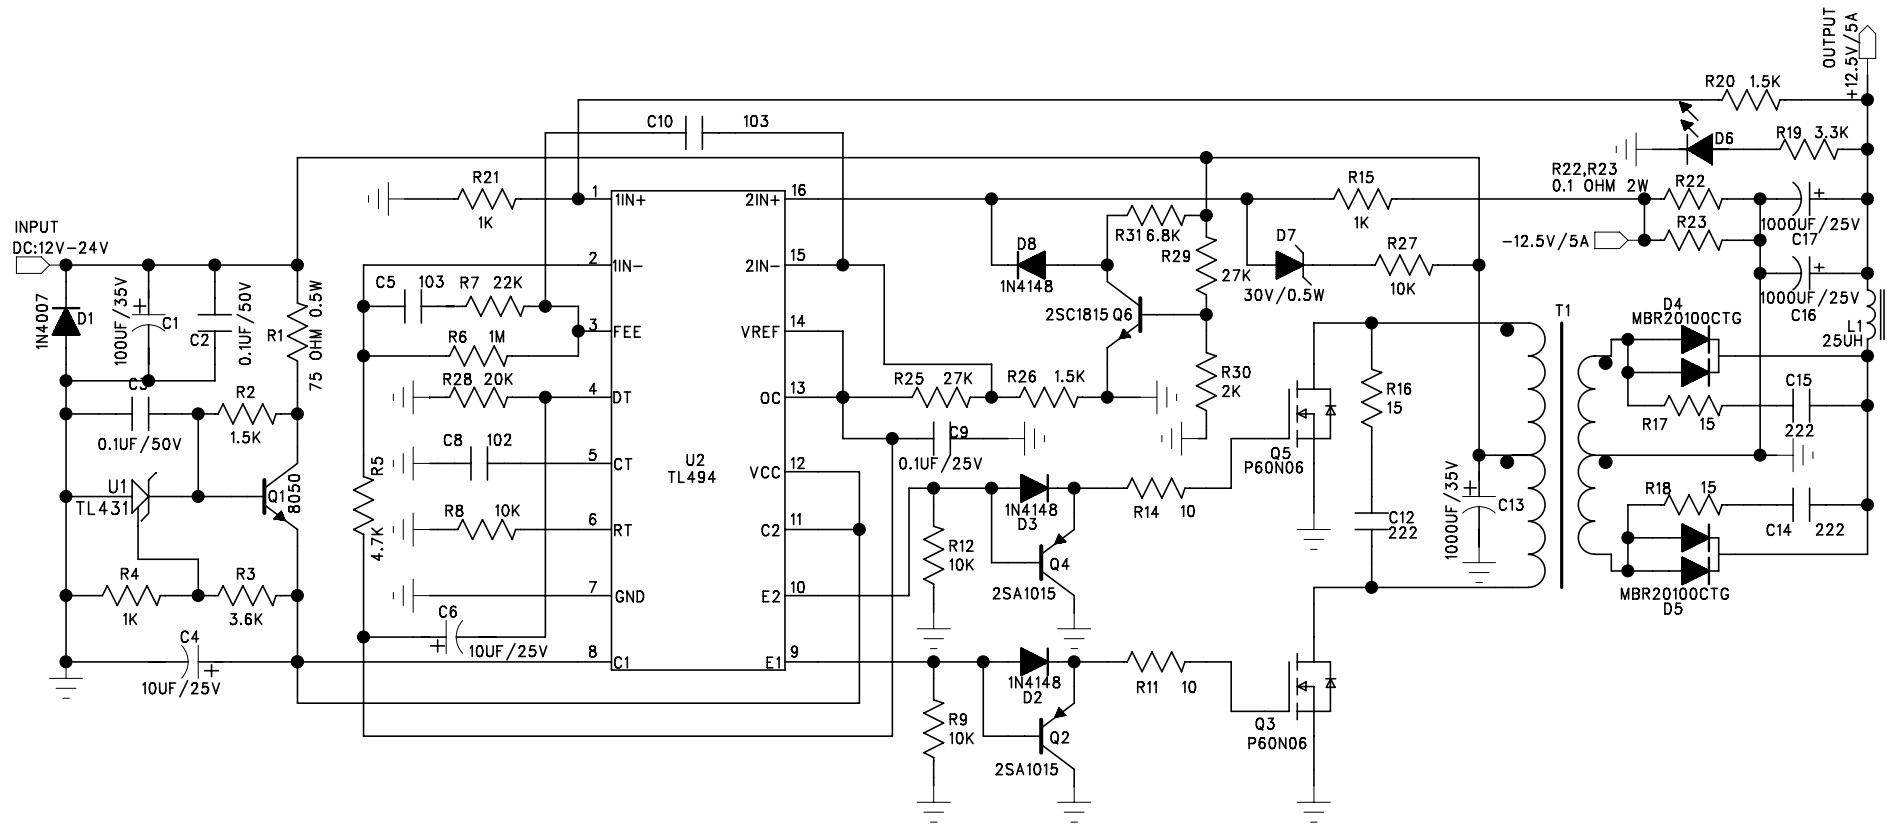 OUTPUT
+12.5V/5A
R20 1.5K
C10 103
D6
R19 3.3K
R22,R23
0.1 OHM 2W
R21
1K
1
1IN+
2IN+
16
R15
1K
R22
1000UF/25V
C17
R31 6.8K
R23
-12.5V/5A
INPUT
DC:12V-24V
D8
1N4148
R29
27K
D7
30V/0.5W
R27
10K
2
1IN-
2IN-
15
C5 103
R7 22K
1000UF/25V
C16
1N4007
D1
100UF/35V
C1
C2
0.1UF/50V
R1
75 OHM 0.5W
2SC1815 Q6
T1
D4
MBR20100CTG
L1
25UH
3
FEE
VREF
14
R6 1M
R28 20K
4
DT
OC
13
R25 27K
R26 1.5K
R30
2K
R16
15
C15
222
R17 15
C3
0.1UF/50V
R2
1.5K
C8 102
5
CT
C9
0.1UF/25V
Q5
P60N06
U2
TL494
VCC
12
R5
4.7K
U1
TL431
Q1
8050
1N4148
D3
R14 10
1000UF/35V
C13
R18 15
C14 222
R8 10K
6
RT
C2
11
C12
222
R12
10K
Q4
2SA1015
MBR20100CTG
D5
R4
1K
R3
3.6K
7
GND
E2
10
C6
10UF/25V
C4
10UF/25V
8
C1
E1
9
1N4148
D2
R11 10
R9
10K
Q2
2SA1015
Q3
P60N06